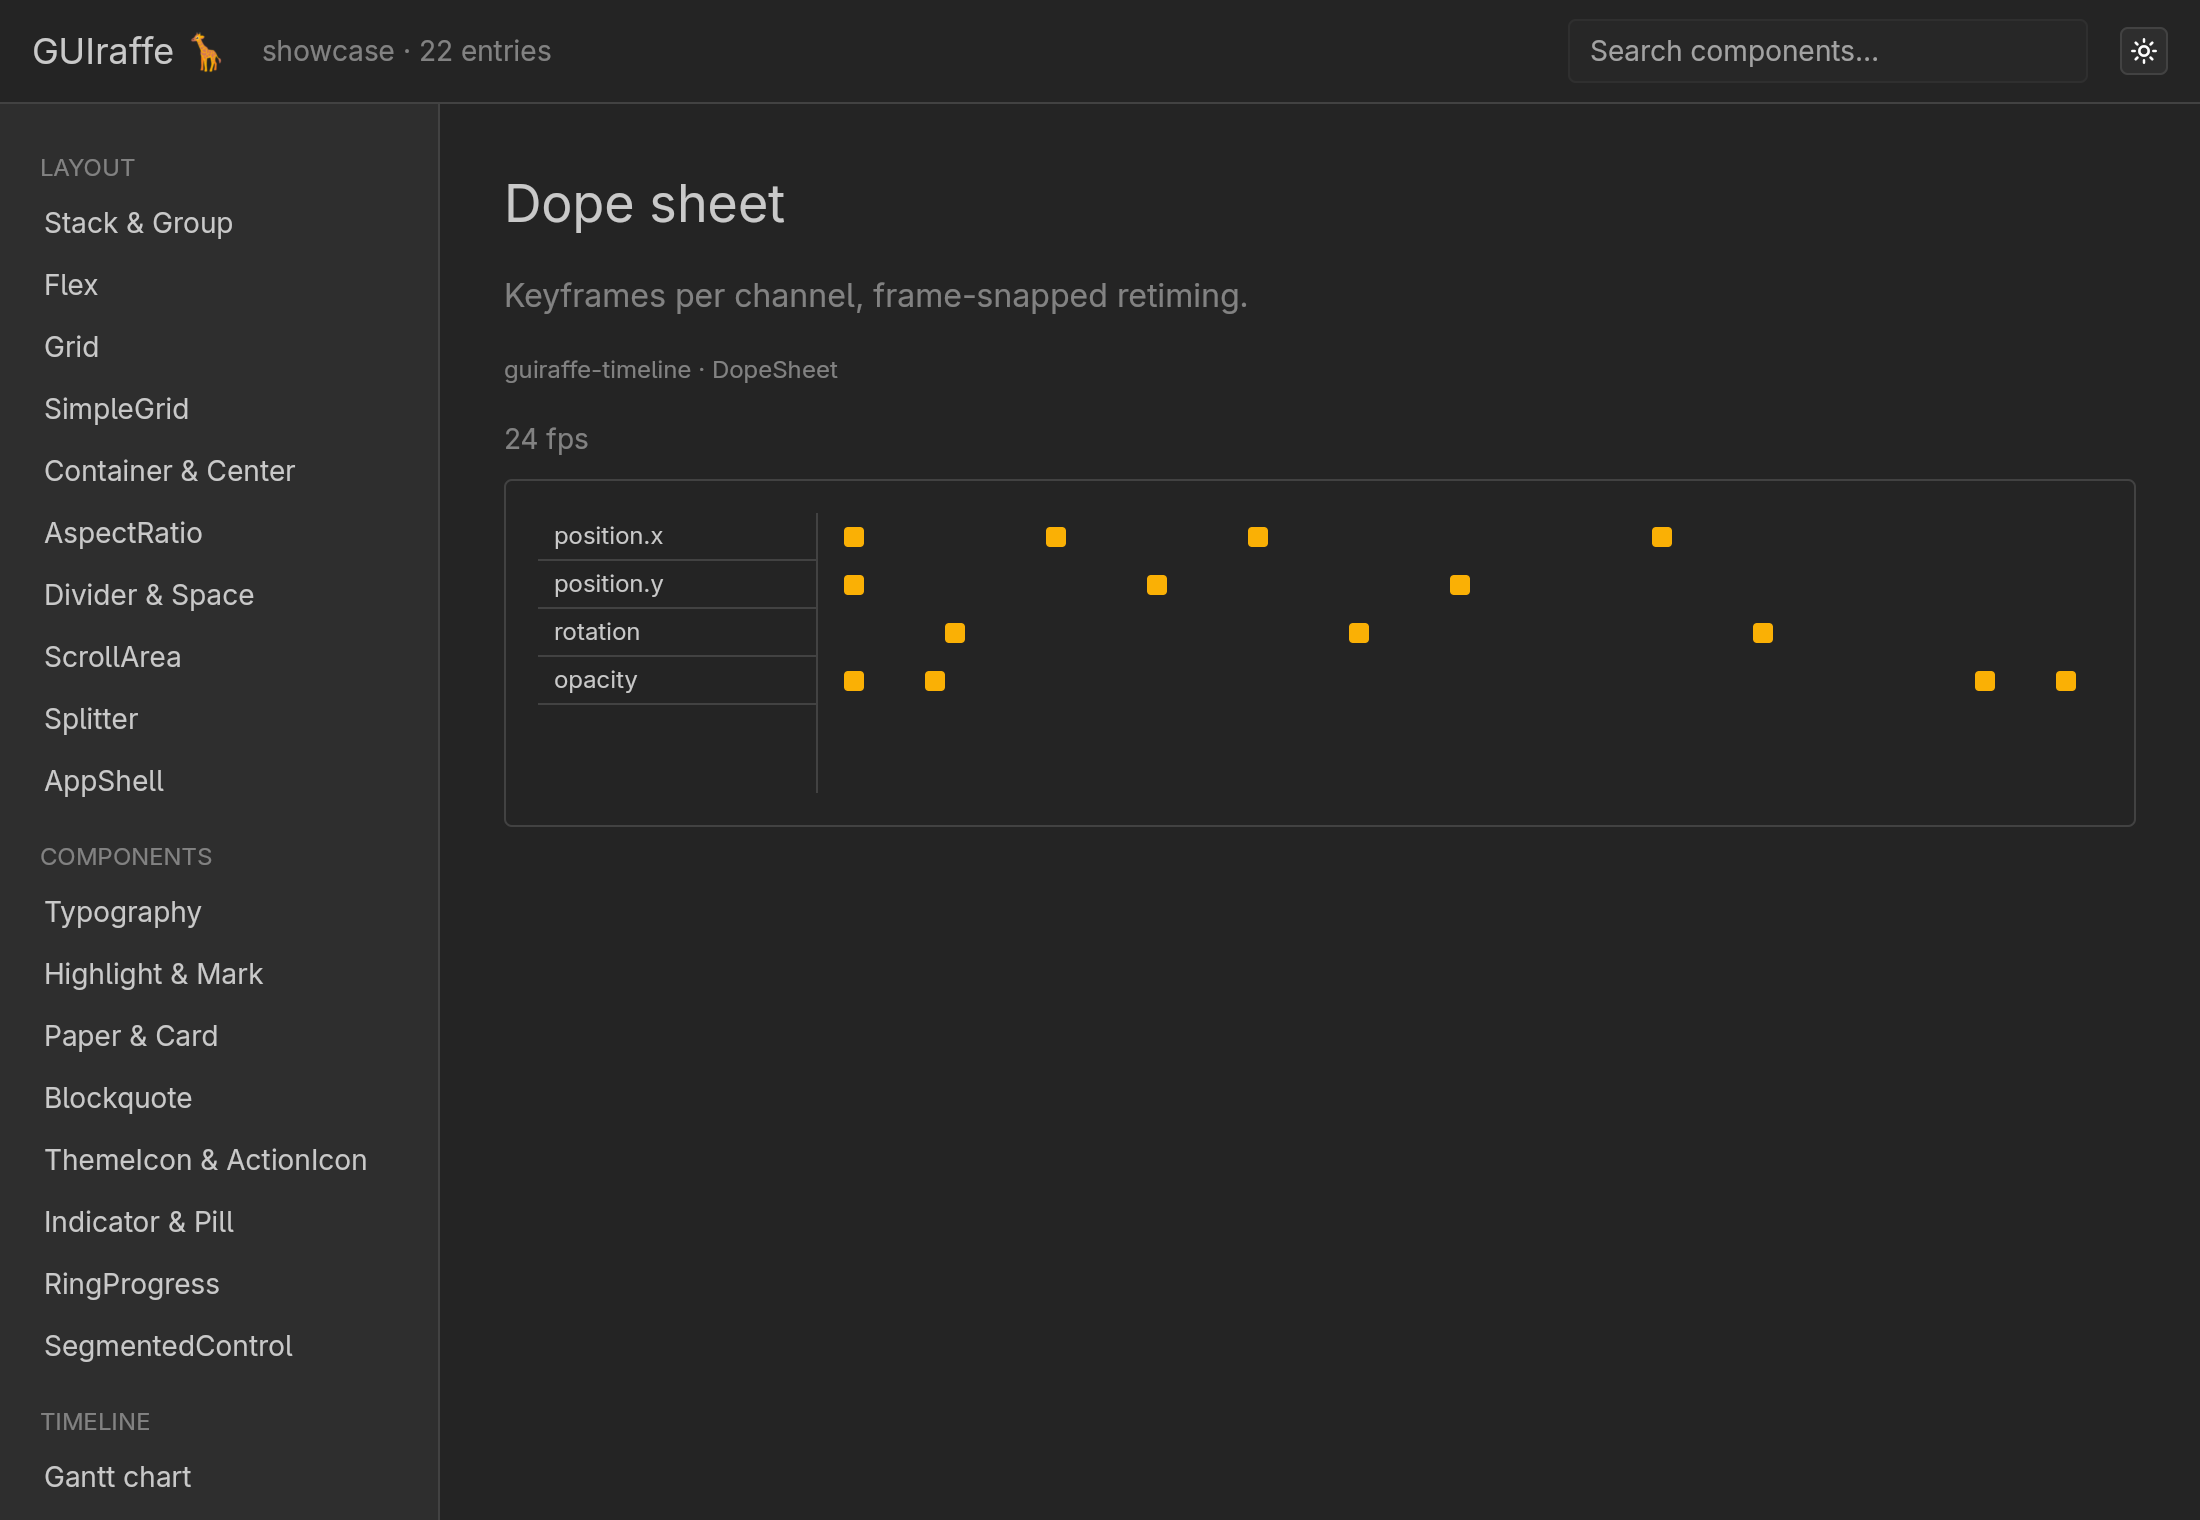 GUIraffe 🦒 showcase · 22 entries Search components...
LAYOUT
Stack & Group
Flex
Grid
SimpleGrid
Container & Center
AspectRatio
Divider & Space
ScrollArea
Splitter
AppShell
COMPONENTS
Typography
Highlight & Mark
Paper & Card
Blockquote
ThemeIcon & ActionIcon
Indicator & Pill
RingProgress
SegmentedControl
TIMELINE
Gantt chart
Dope sheet
Keyframes per channel, frame-snapped retiming.
guiraffe-timeline · DopeSheet
24 fps
position.x
position.y
rotation
opacity